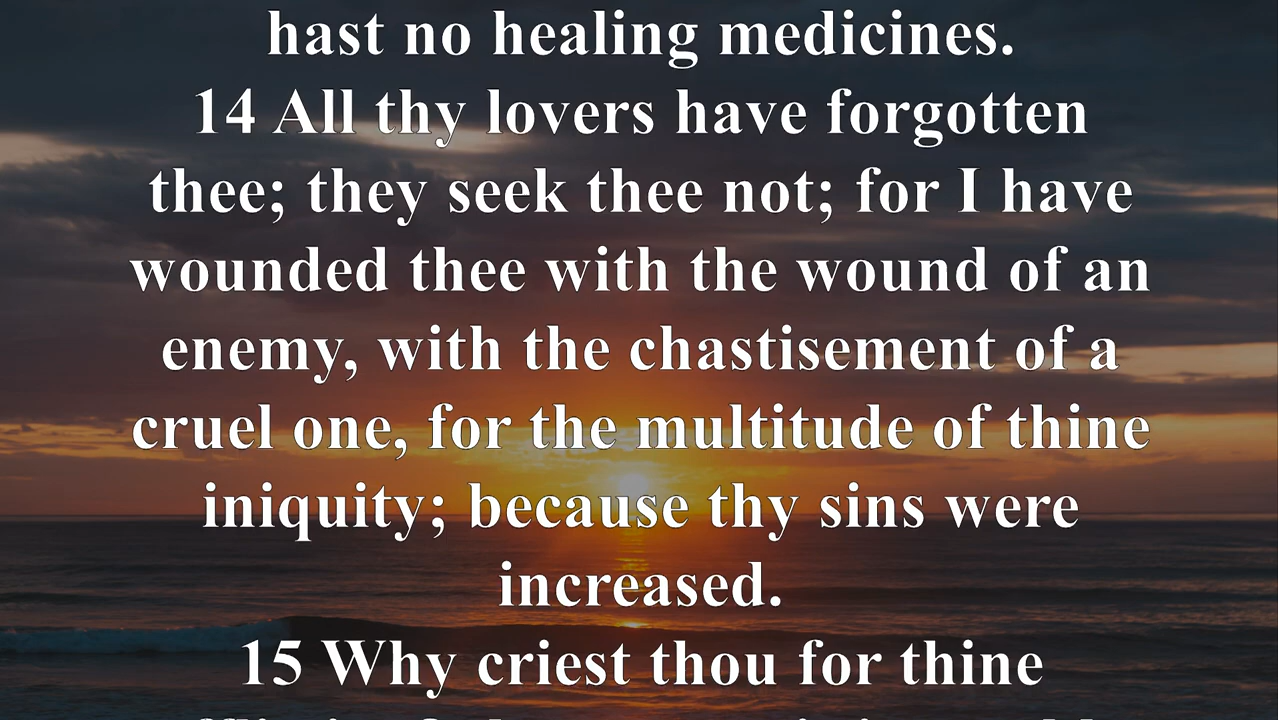 hast no healing medicines.
14 All thy lovers have forgotten
thee; they seek thee not; for I have
wounded thee with the wound of an
enemy, with the chastisement of a
cruel one, for the multitude of thine
iniquity; because thy sins were
increased.
15 Why criest thou for thine